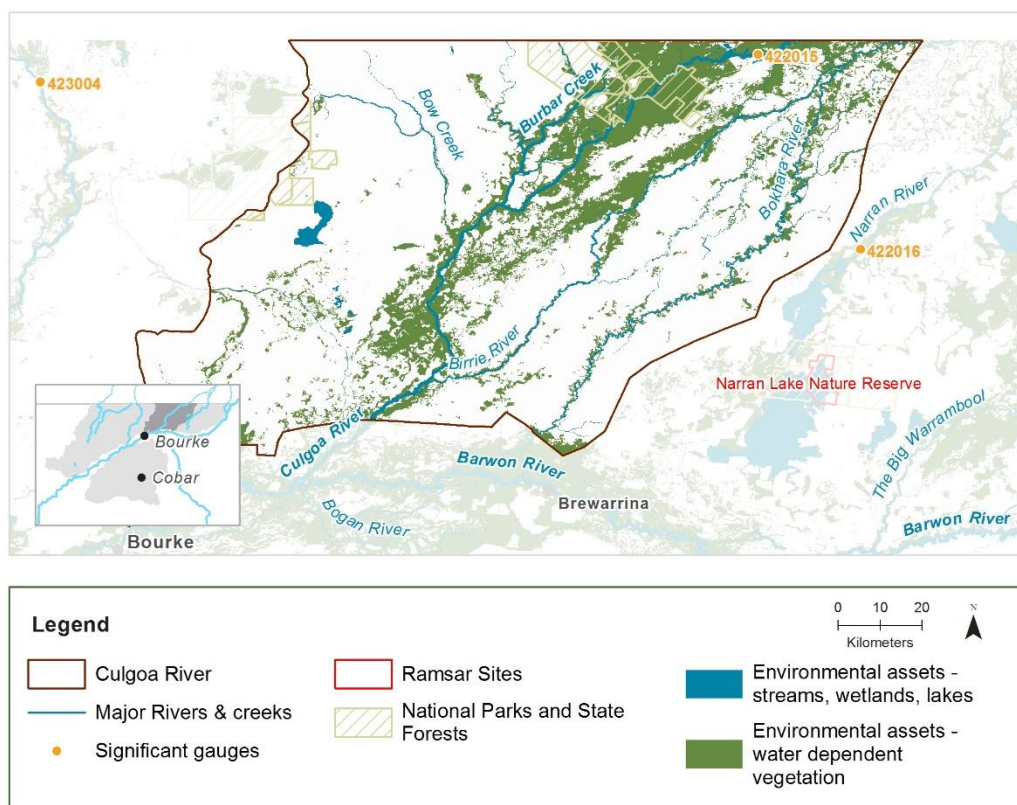 423004
422015
Burbar Creek
Bow Creek
Bokhara River
Narran River
422016
Birrie River
Narran Lake Nature Reserve
The Big Warrambool
Culgoa River
Barwon River
Brewarrina
Bogan River
Barwon River
Bourke
Bourke
Cobar
Legend
0 10 20
Kilometers
N
Culgoa River
Major Rivers & creeks
Significant gauges
Ramsar Sites
National Parks and State
Forests
Environmental assets -
streams, wetlands, lakes
Environmental assets -
water dependent
vegetation